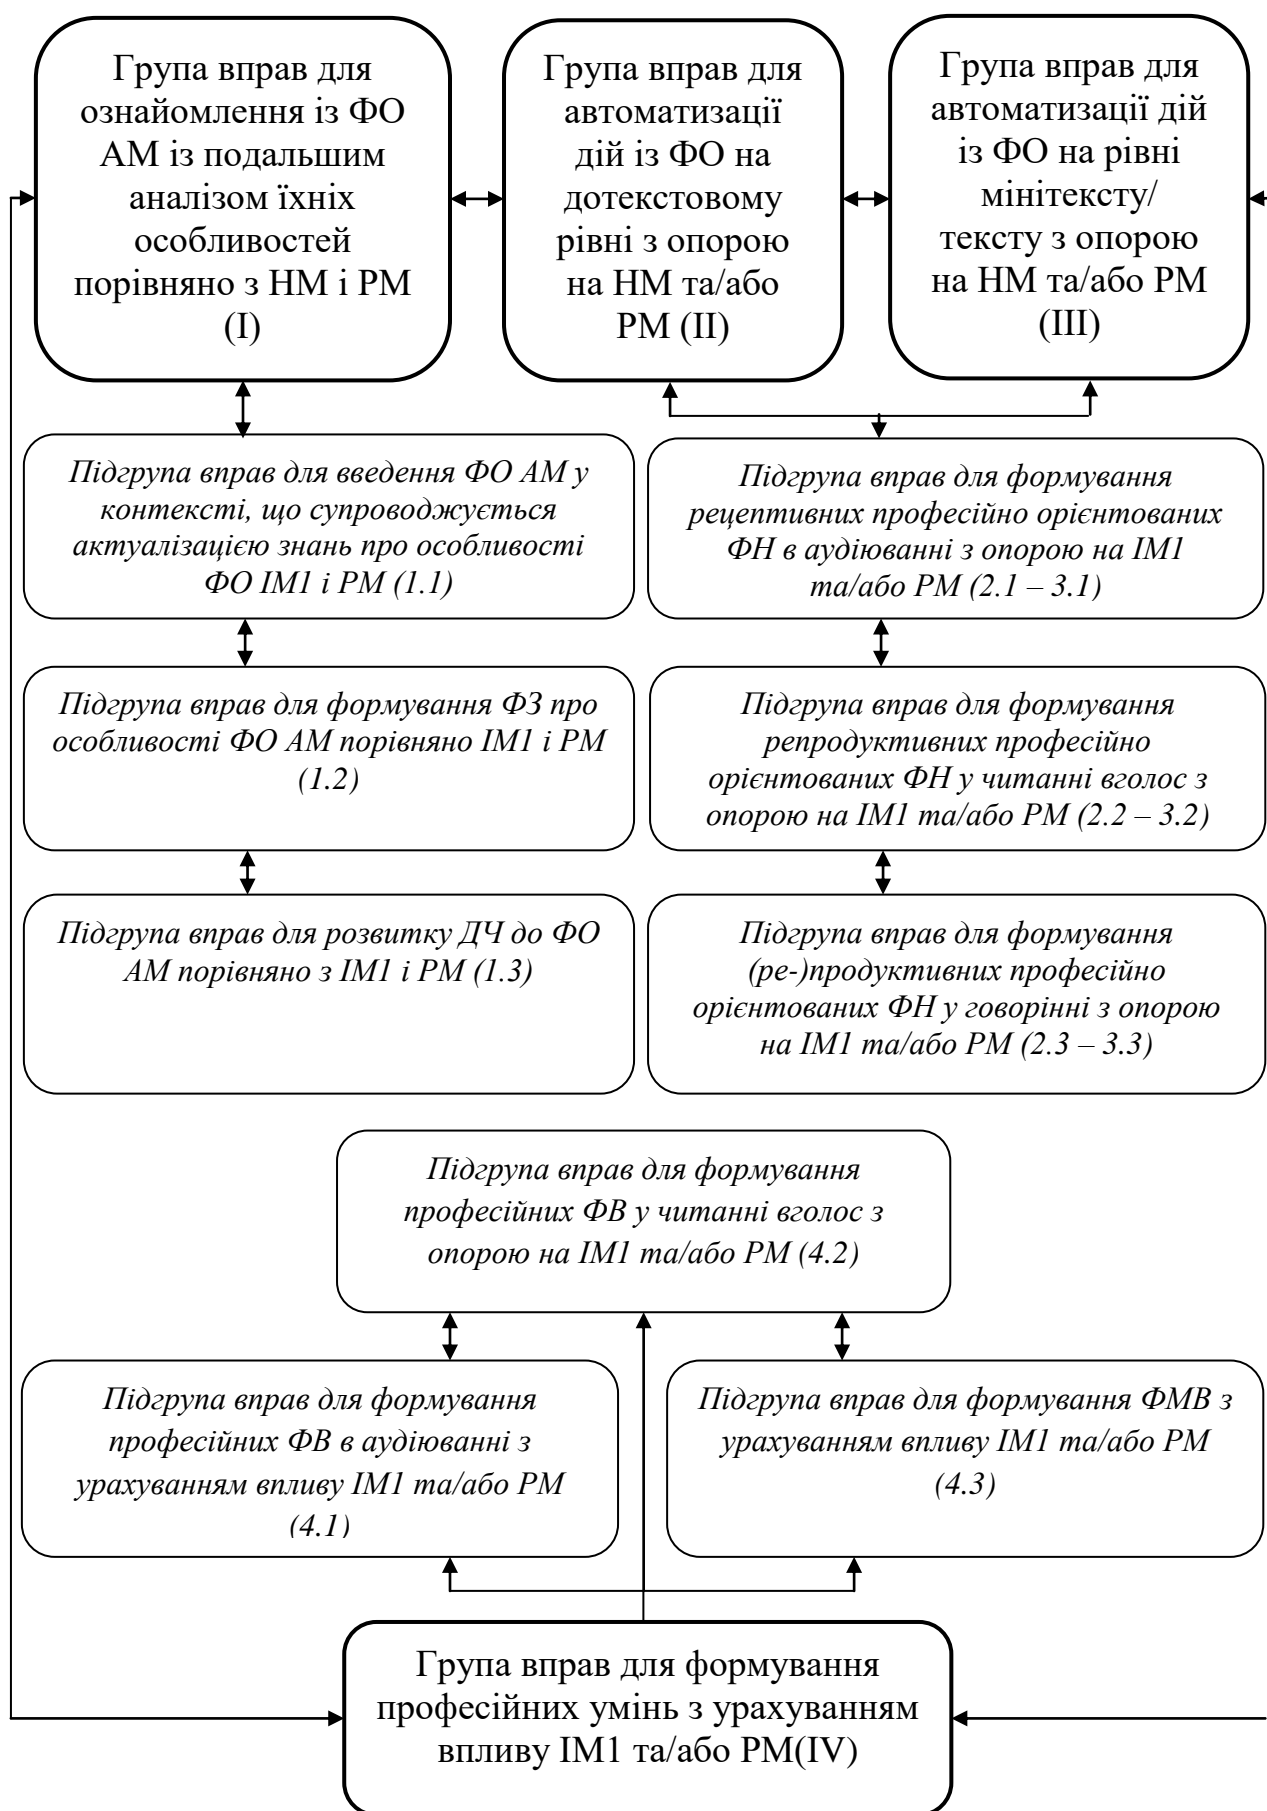 Група вправ для
ознайомлення із ФО
АМ із подальшим
аналізом їхніх
особливостей
порівняно з НМ і РМ
(I)
Група вправ для
автоматизації
дій із ФО на
дотекстовому
рівні з опорою
на НМ та/або
РМ (II)
Група вправ для
автоматизації дій
із ФО на рівні
мінітексту/
тексту з опорою
на НМ та/або РМ
(III)
Підгрупа вправ для введення ФО АМ у
контексті, що супроводжується
актуалізацією знань про особливості
ФО ІМ1 і РМ (1.1)
Підгрупа вправ для формування
рецептивних професійно орієнтованих
ФН в аудіюванні з опорою на ІМ1
та/або РМ (2.1 – 3.1)
Підгрупа вправ для формування ФЗ про
особливості ФО АМ порівняно ІМ1 і РМ
(1.2)
Підгрупа вправ для формування
репродуктивних професійно
орієнтованих ФН у читанні вголос з
опорою на ІМ1 та/або РМ (2.2 – 3.2)
Підгрупа вправ для розвитку ДЧ до ФО
АМ порівняно з ІМ1 і РМ (1.3)
Підгрупа вправ для формування
(ре-)продуктивних професійно
орієнтованих ФН у говорінні з опорою
на ІМ1 та/або РМ (2.3 – 3.3)
Підгрупа вправ для формування
професійних ФВ у читанні вголос з
опорою на ІМ1 та/або РМ (4.2)
Підгрупа вправ для формування
професійних ФВ в аудіюванні з
урахуванням впливу ІМ1 та/або РМ
(4.1)
Підгрупа вправ для формування ФМВ з
урахуванням впливу ІМ1 та/або РМ
(4.3)
Група вправ для формування
професійних умінь з урахуванням
впливу ІМ1 та/або РМ(IV)